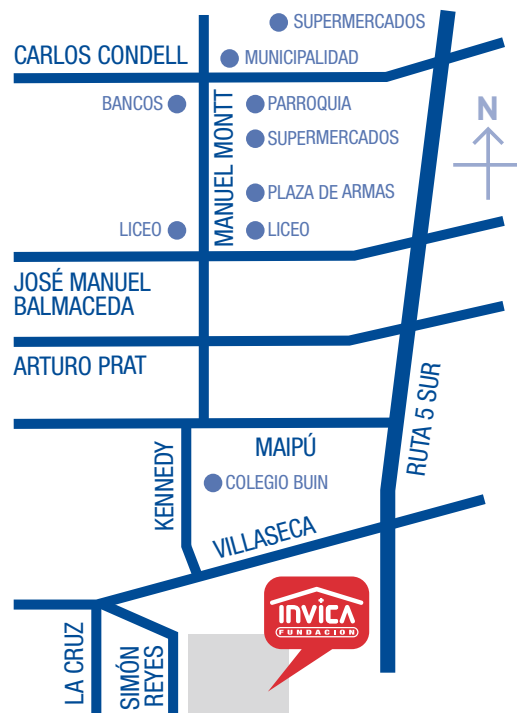 SUPERMERCADOS
CARLOS CONDELL
MUNICIPALIDAD
BANCOS
MANUEL MONTT
PARROQUIA
N
SUPERMERCADOS
PLAZA DE ARMAS
LICEO
LICEO
JOSÉ MANUEL
BALMACEDA
ARTURO PRAT
RUTA 5 SUR
MAIPÚ
KENNEDY
COLEGIO BUIN
VILLASECA
INVICA
FUNDACION
LA CRUZ
SIMÓN
REYES